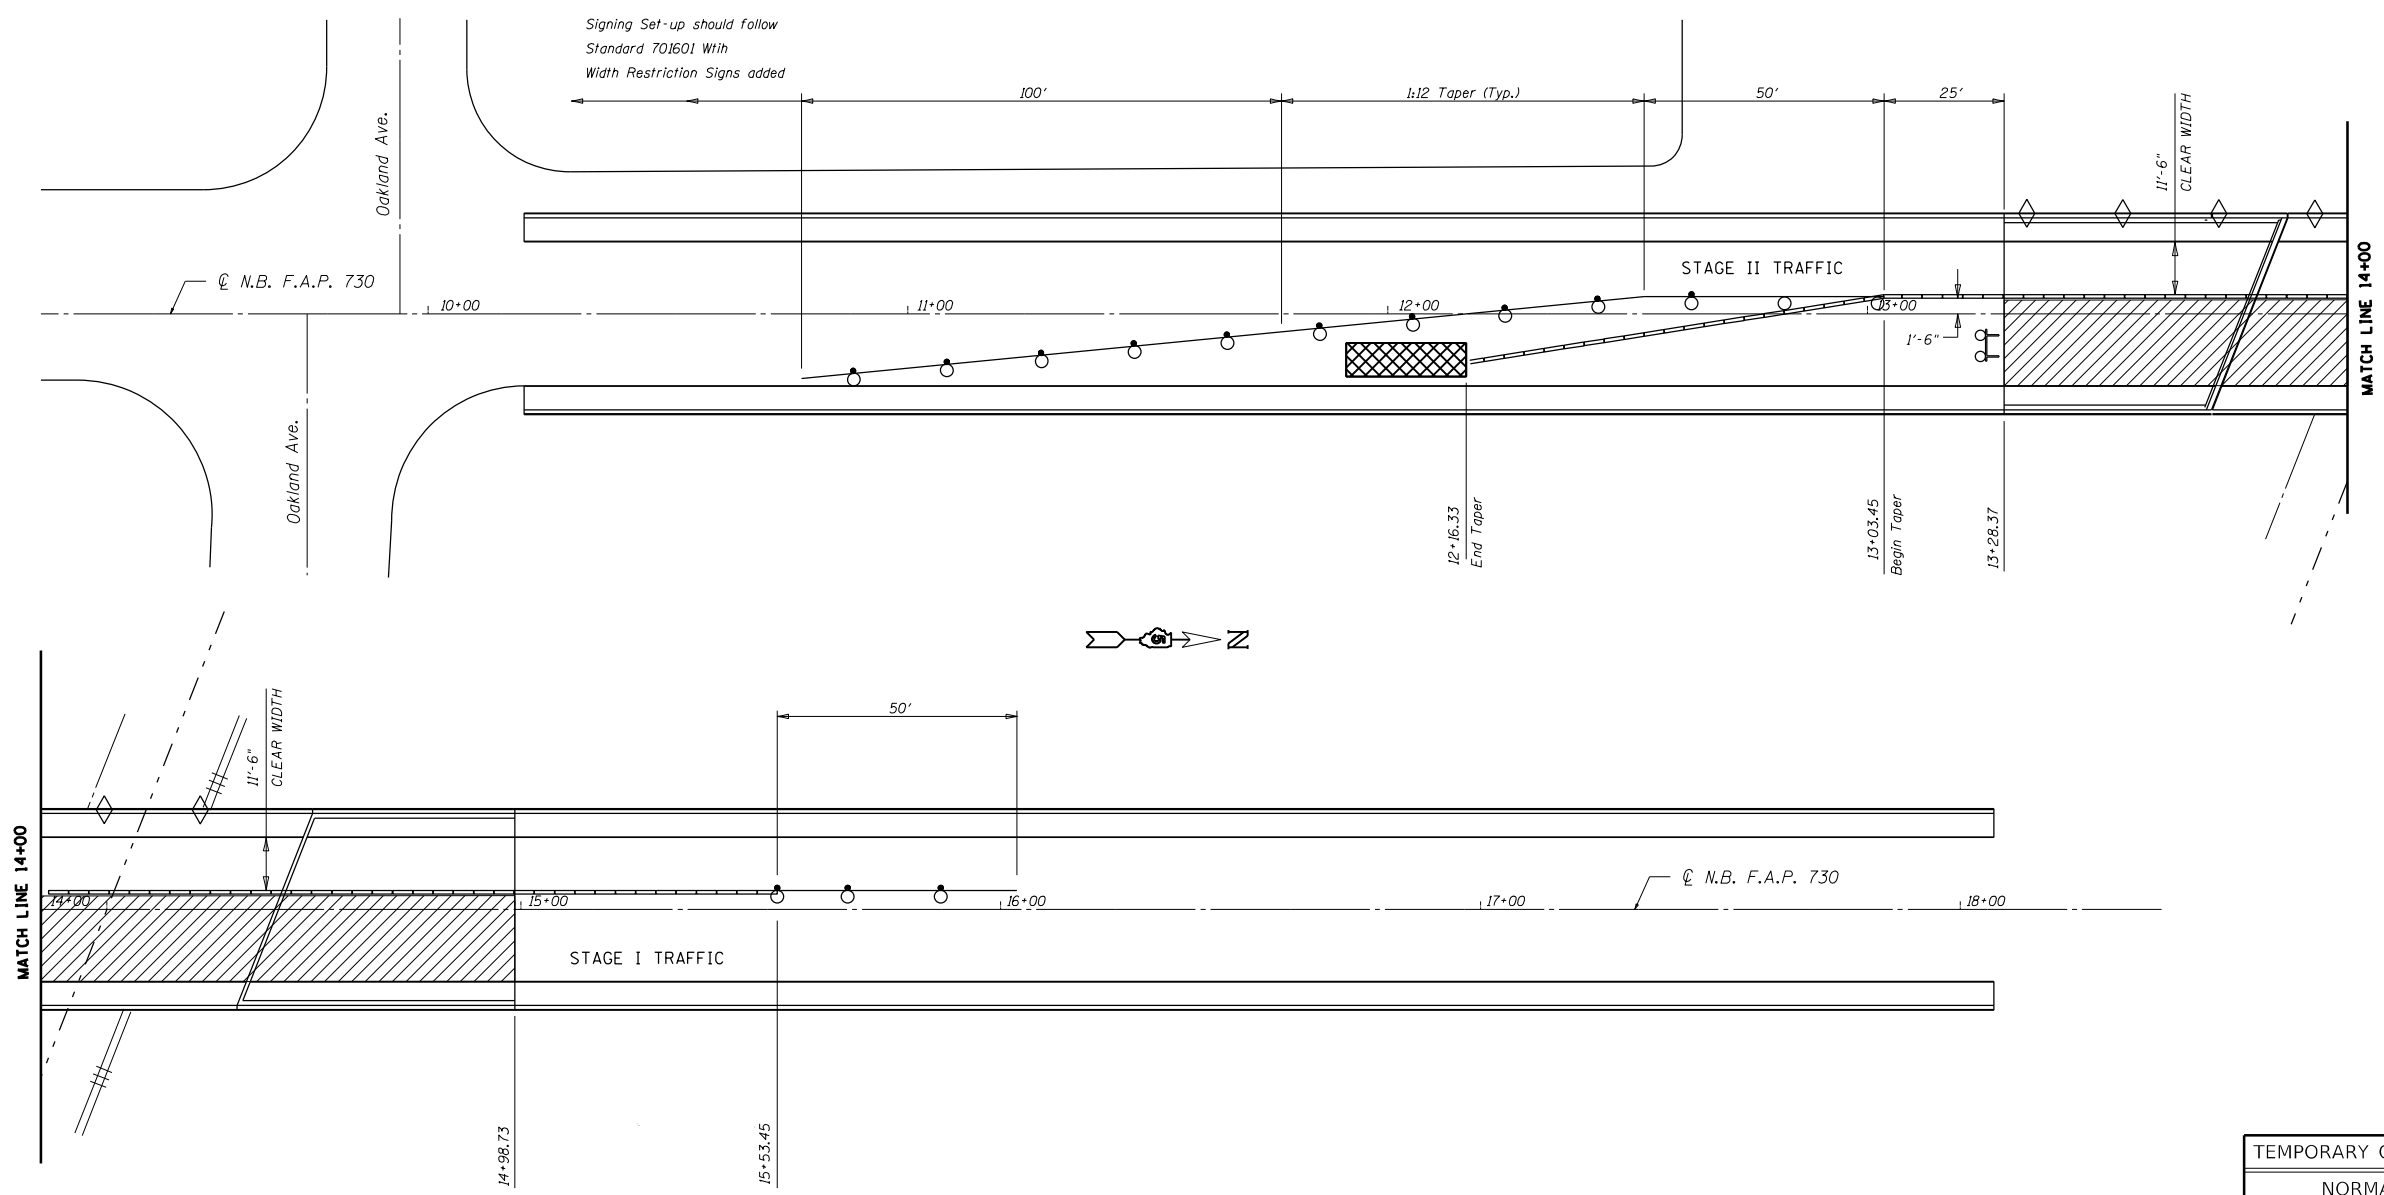 Signing Set-up should follow
Standard 701601 Wtih
Width Restriction Signs added
100'
1:12 Taper (Typ.)
50'
25'
11'-6"
CLEAR WIDTH
Oakland Ave.
℄ N.B. F.A.P. 730
STAGE II TRAFFIC
10+00
11+00
12+00
13+00
1'-6"
MATCH LINE 14+00
Oakland Ave.
12+16.33
End Taper
13+03.45
Begin Taper
13+28.37
5
N
50'
11'-6"
CLEAR WIDTH
MATCH LINE 14+00
℄ N.B. F.A.P. 730
14+00
15+00
16+00
17+00
18+00
STAGE I TRAFFIC
14+98.73
15+53.45
TEMPORARY
NORMA